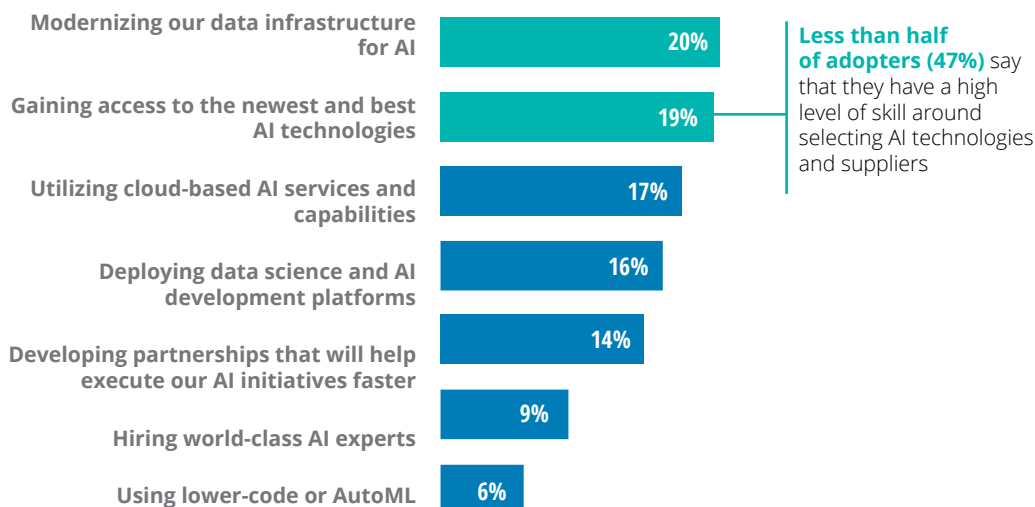 Modernizing our data infrastructure
for AI
20%
Gaining access to the newest and best
AI technologies
19%
Utilizing cloud-based AI services and
capabilities
17%
Deploying data science and AI
development platforms
16%
Developing partnerships that will help
execute our AI initiatives faster
14%
Hiring world-class AI experts
9%
Using lower-code or AutoML
6%
Less than half
of adopters (47%) say
that they have a high
level of skill around
selecting AI technologies
and suppliers